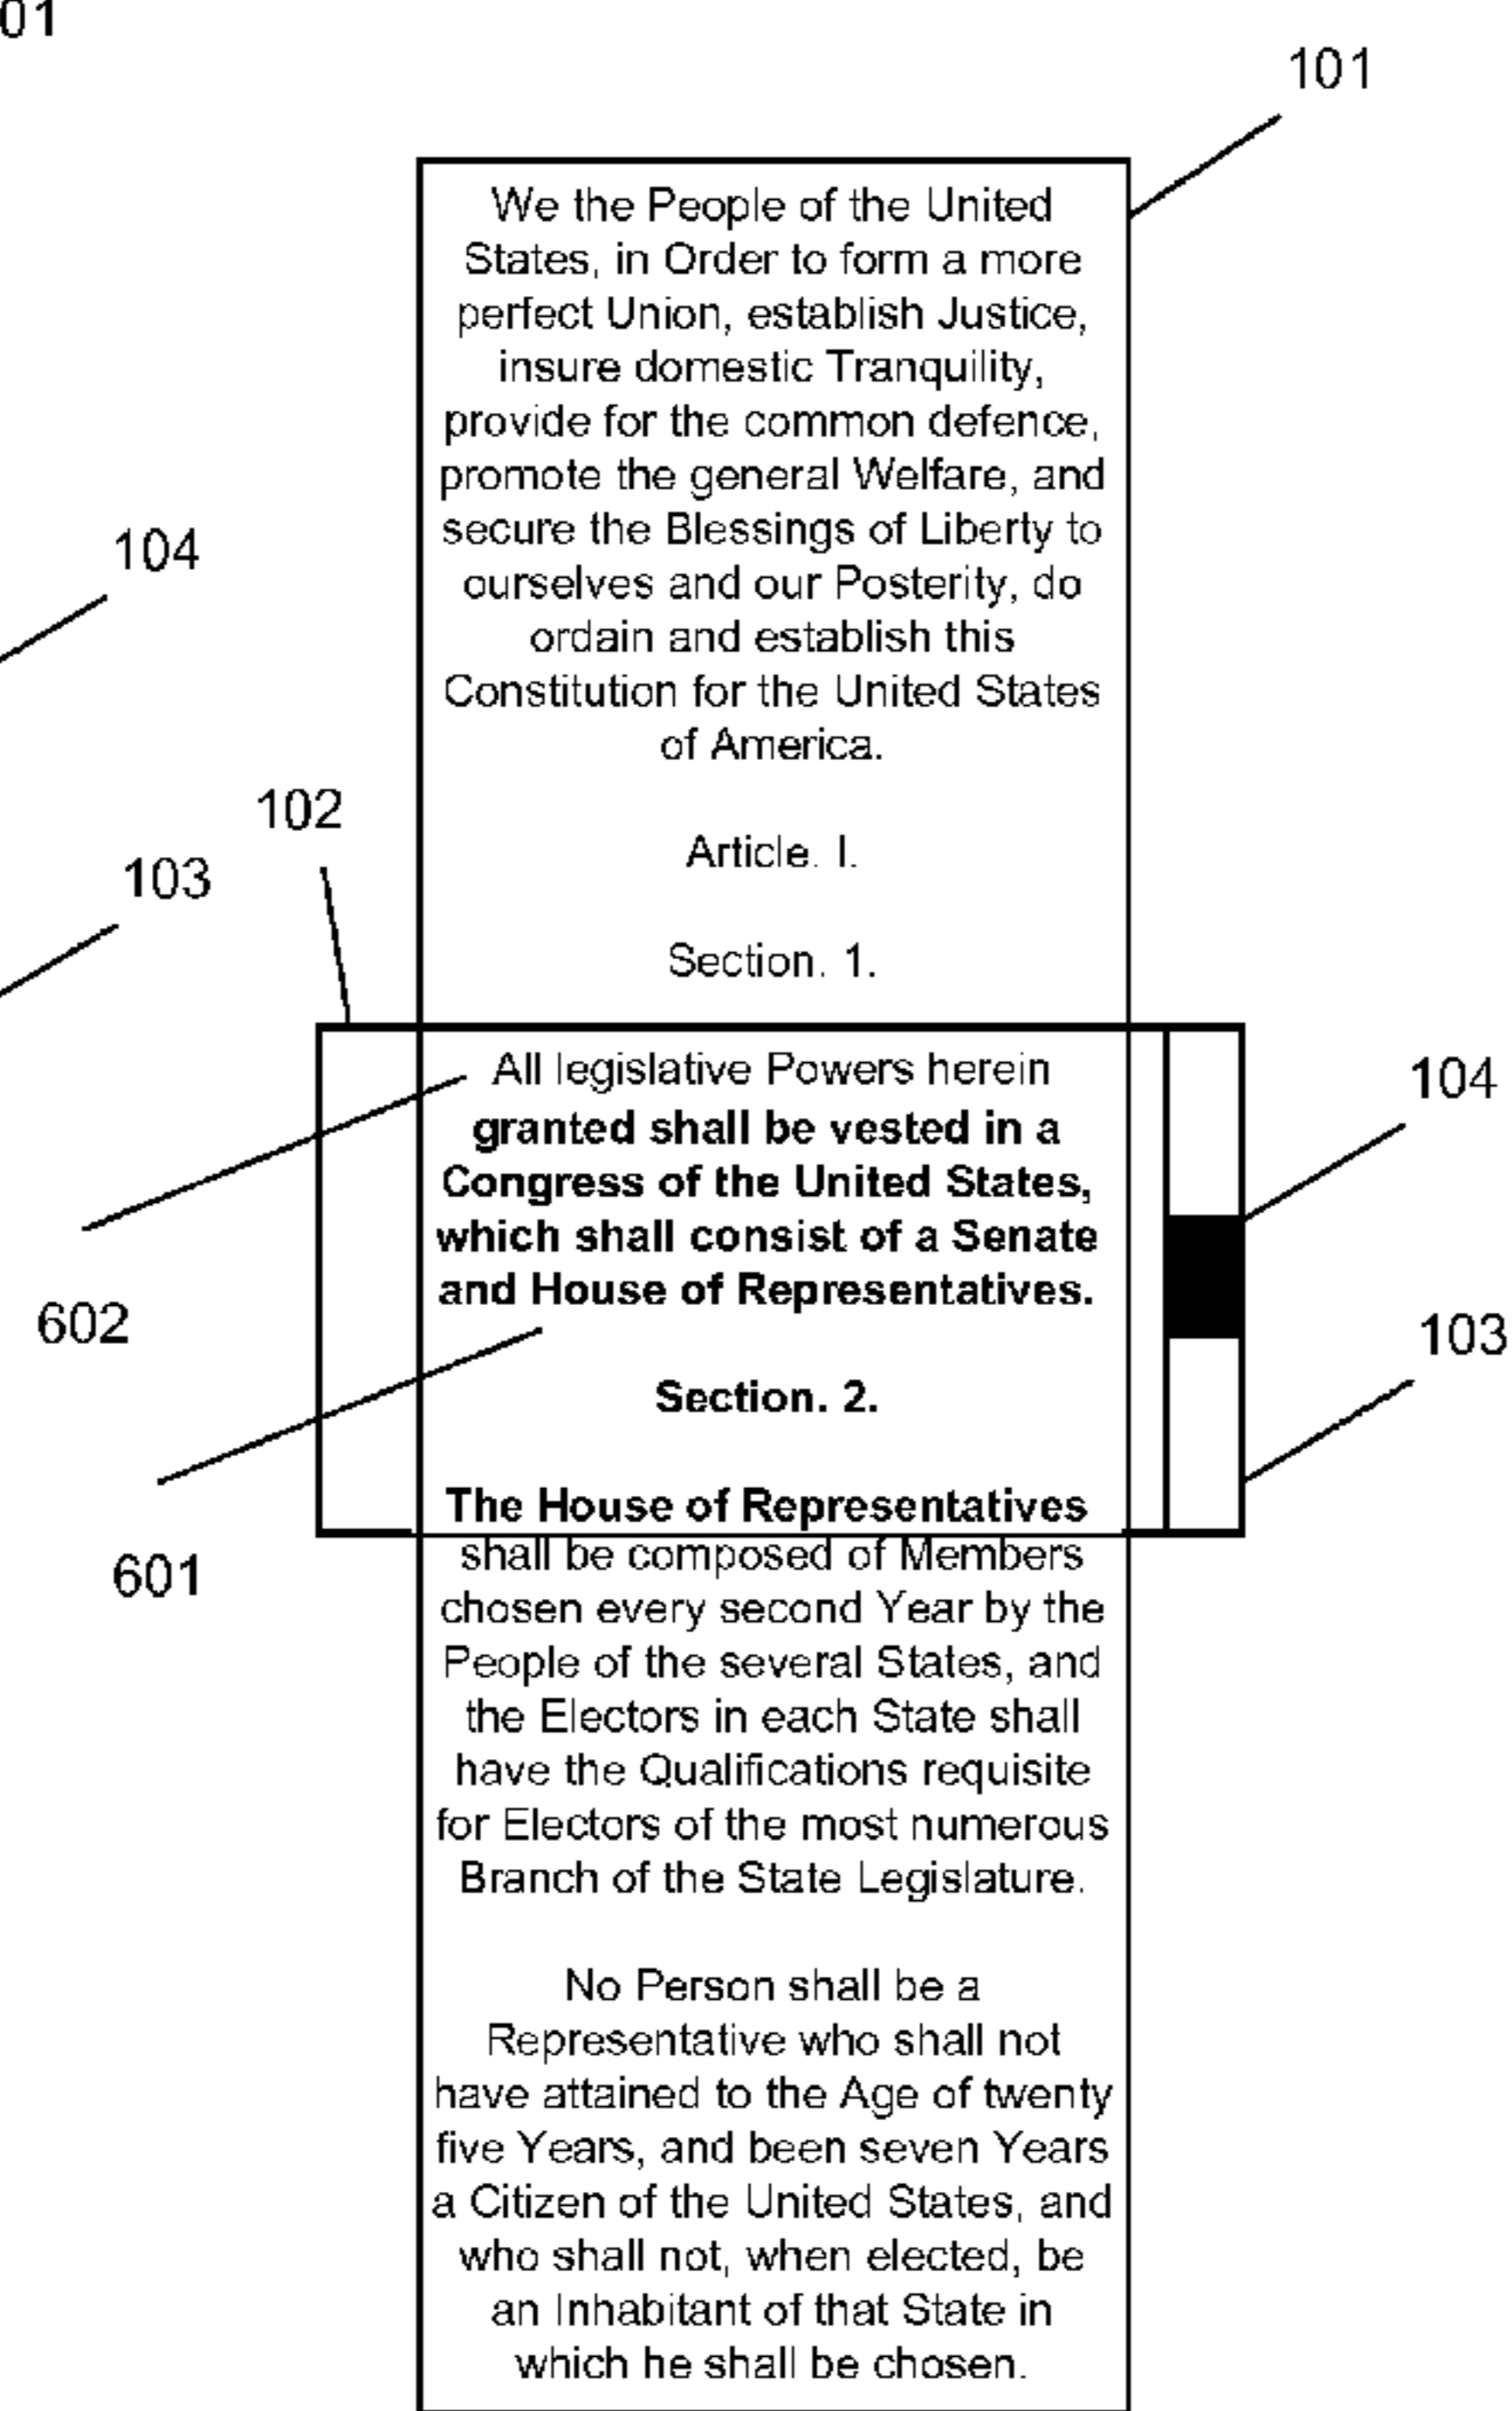 01
101
We the People of the United
States, in Order to form a more
perfect Union, establish Justice,
insure domestic Tranquility,
provide for the common defence,
promote the general Welfare, and
secure the Blessings of Liberty to
ourselves and our Posterity, do
ordain and establish this
Constitution for the United States
of America.
104
102
103
Article. I.
Section. 1.
All legislative Powers herein
granted shall be vested in a
Congress of the United States,
which shall consist of a Senate
and House of Representatives.
104
602
103
Section. 2.
The House of Representatives
601
shall be composed of Members
chosen every second Year by the
People of the several States, and
the Electors in each State shall
have the Qualifications requisite
for Electors of the most numerous
Branch of the State Legislature.
No Person shall be a
Representative who shall not
have attained to the Age of twenty
five Years, and been seven Years
a Citizen of the United States, and
who shall not, when elected, be
an Inhabitant of that State in
which he shall be chosen.